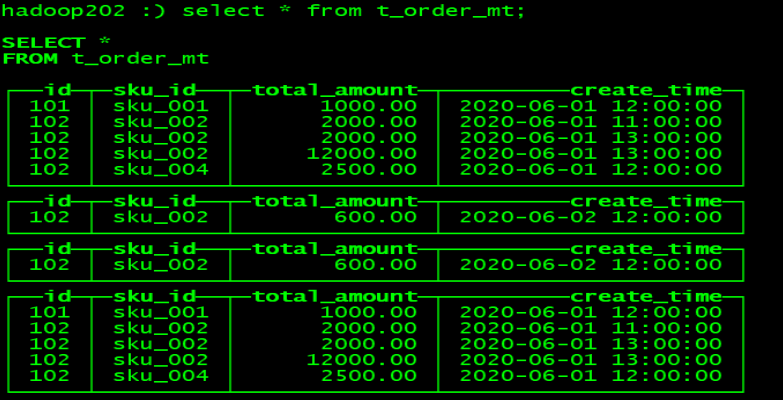 hadoop202 :) select * from t_order_mt;
SELECT *
FROM t_order_mt
id sku_id total_amount create_time
101 sku_001 1000.00 2020-06-01 12:00:00
102 sku_002 2000.00 2020-06-01 11:00:00
102 sku_002 2000.00 2020-06-01 13:00:00
102 sku_002 12000.00 2020-06-01 13:00:00
102 sku_004 2500.00 2020-06-01 12:00:00
id sku_id total_amount create_time
102 sku_002 600.00 2020-06-02 12:00:00
id sku_id total_amount create_time
102 sku_002 600.00 2020-06-02 12:00:00
id sku_id total_amount create_time
101 sku_001 1000.00 2020-06-01 12:00:00
102 sku_002 2000.00 2020-06-01 11:00:00
102 sku_002 2000.00 2020-06-01 13:00:00
102 sku_002 12000.00 2020-06-01 13:00:00
102 sku_004 2500.00 2020-06-01 12:00:00